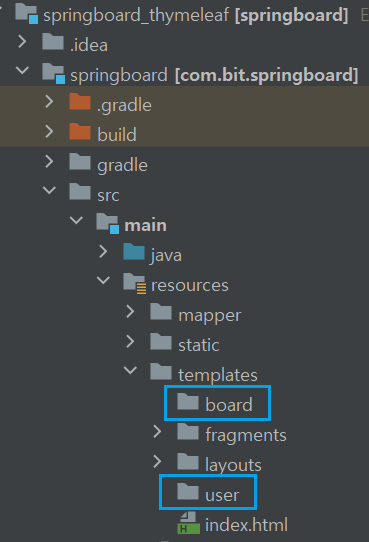 springboard_thymeleaf [springboard]
.idea
springboard [com.bit.springboard]
.gradle
build
gradle
src
main
java
resources
mapper
static
templates
board
fragments
layouts
user
index.html